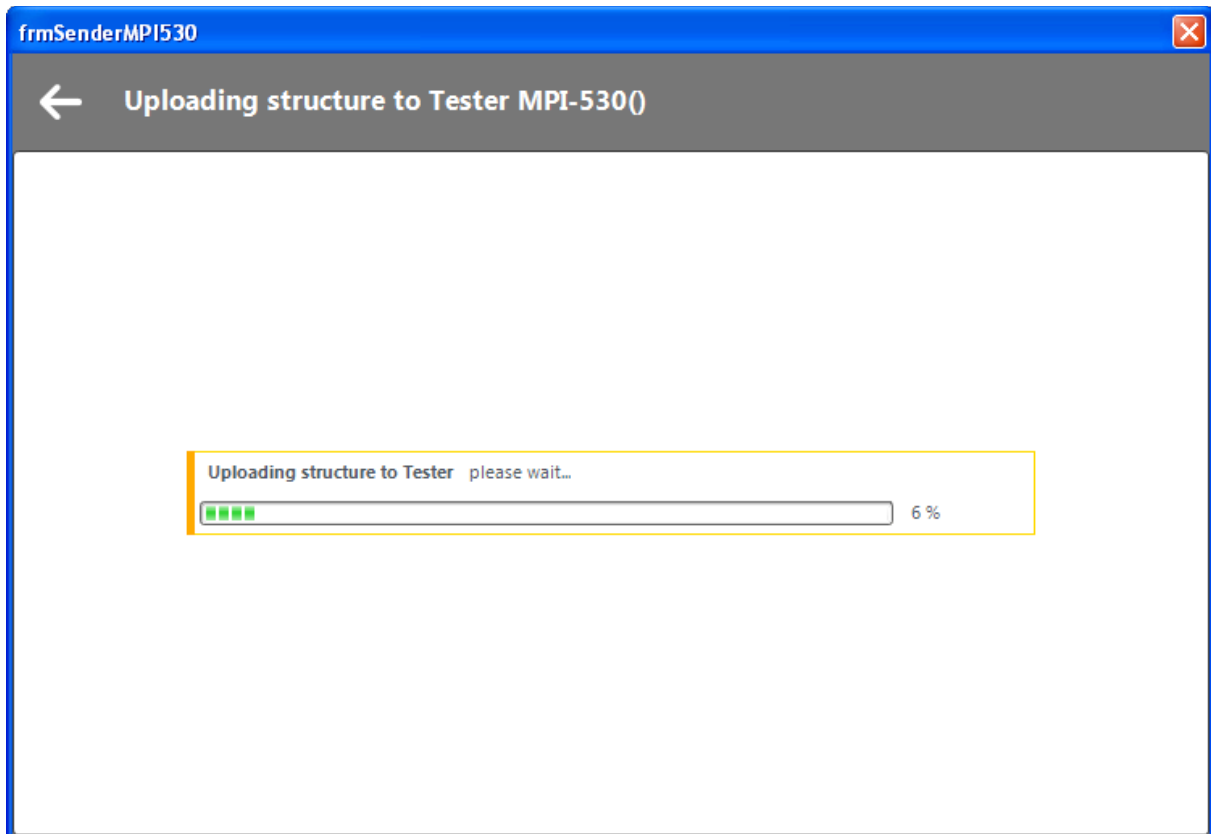 frmSenderMPI530
Uploading structure to Tester MPI-530()
Uploading structure to Tester please wait...
6 %